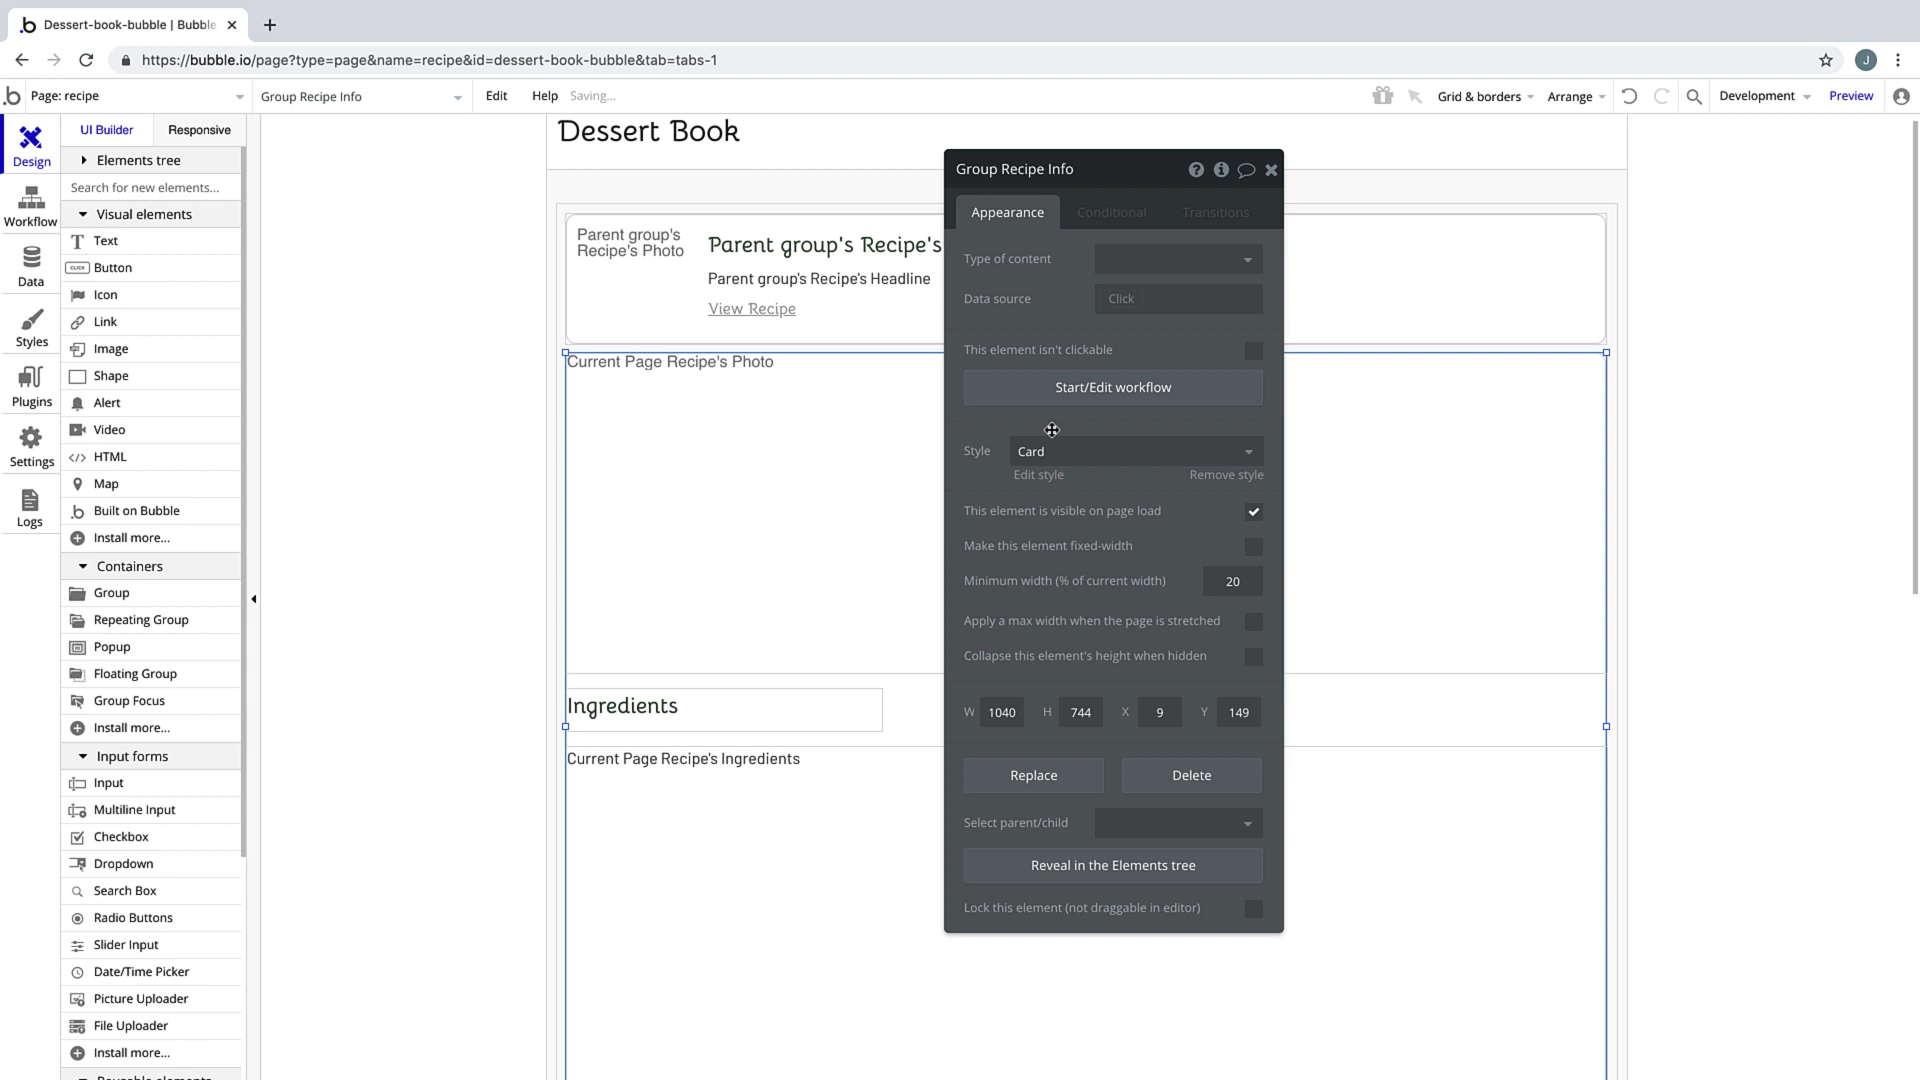 Dessert-book-bubble | Bubble
https://bubble.io/page?type=page&name=recipe&id=dessert-book-bubble&tab=tabs-1
J
Page: recipe
Group Recipe Info
Edit
Help
Saving...
Grid & borders
Arrange
Development
Preview
Design
Workflow
Data
Styles
Plugins
Settings
Logs
UI Builder
Responsive
Elements tree
Search for new elements...
Visual elements
Text
CLICK
Button
Icon
Link
Image
Shape
Alert
Video
HTML
Map
Built on Bubble
Install more...
Containers
Group
Repeating Group
Popup
Floating Group
Group Focus
Install more...
Input forms
Input
Multiline Input
Checkbox
Dropdown
Search Box
Radio Buttons
Slider Input
Date/Time Picker
Picture Uploader
File Uploader
Install more...
Dessert Book
Parent group's
Recipe's Photo
Parent group's Recipe's
Parent group's Recipe's Headline
View Recipe
Current Page Recipe's Photo
Ingredients
Current Page Recipe's Ingredients
Group Recipe Info
Appearance
Conditional
Transitions
Type of content
Data source
Click
This element isn't clickable
Start/Edit workflow
Style
Card
Edit style
Remove style
This element is visible on page load
Make this element fixed-width
Minimum width (% of current width)
20
Apply a max width when the page is stretched
Collapse this element's height when hidden
W 1040 H 744 X 9 Y 149
Replace
Delete
Select parent/child
Reveal in the Elements tree
Lock this element (not draggable in editor)